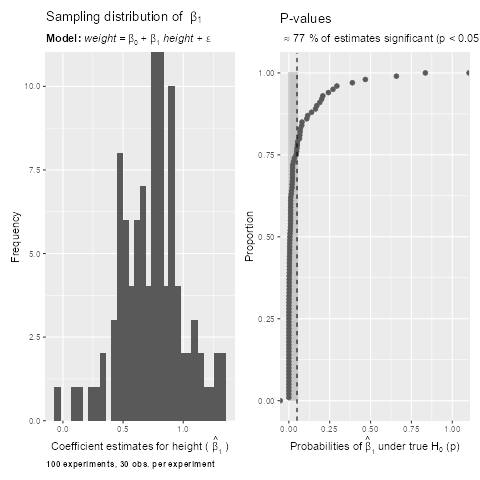 Sampling distribution of β₁
Model: weight = β₀ + β₁ height + ε
10.0
7.5
5.0
2.5
0.0
Frequency
0.0 0.5 1.0
Coefficient estimates for height ( β̂₁ )
100 experiments, 30 obs. per experiment
P-values
≈ 77 % of estimates significant (p < 0.05
1.00
0.75
0.50
0.25
0.00
Proportion
0.00 0.25 0.50 0.75 1.00
Probabilities of β̂₁ under true H₀ (p)